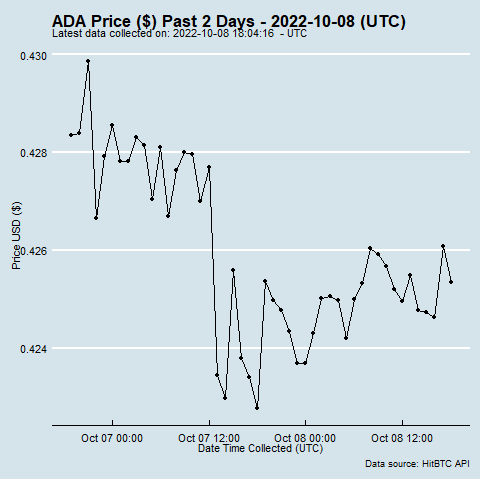 ADA Price ($) Past 2 Days - 2022-10-08 (UTC)
Latest data collected on: 2022-10-08 18:04:16 - UTC
0.430
0.428
0.426
0.424
Price USD ($)
Oct 07 00:00 Oct 07 12:00 Oct 08 00:00 Oct 08 12:00
Date Time Collected (UTC)
Data source: HitBTC API